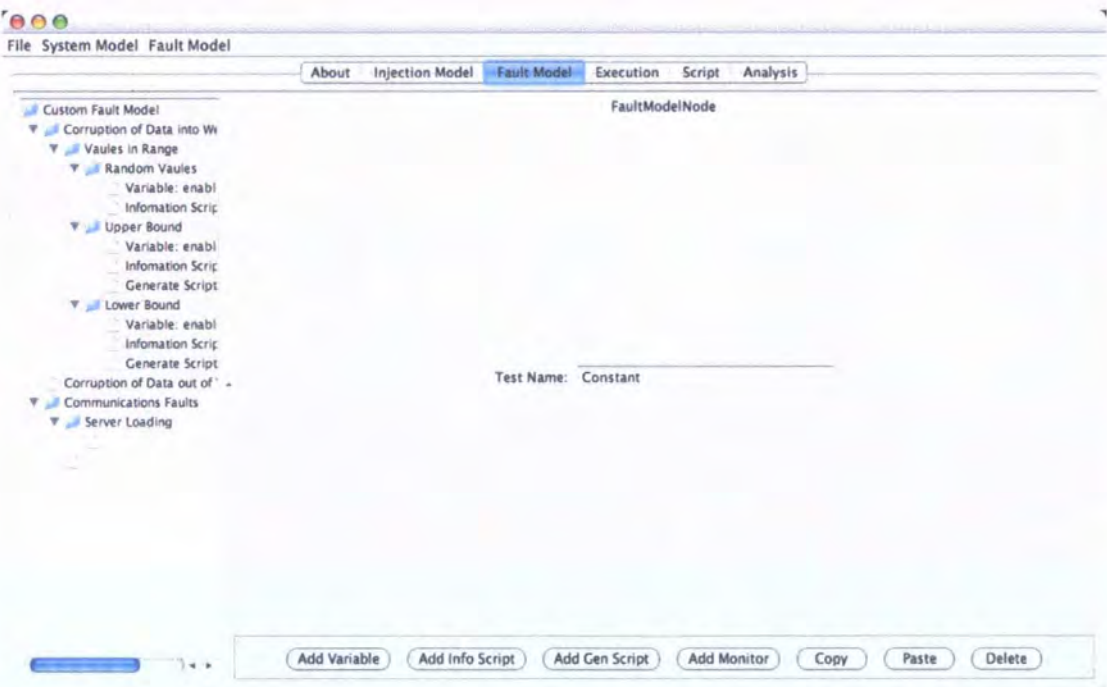 File System Model Fault Model
About Injection Model Fault Model Execution Script Analysis
Custom Fault Model
Corruption of Data into We
Vaules in Range
Random Vaules
Variable: enabl
Infomation Scrip
Upper Bound
Variable: enabl
Infomation Scrip
Generate Script
Lower Bound
Variable: enabl
Infomation Scrip
Generate Script
Corruption of Data out of
Communications Faults
Server Loading
FaultModelNode
Test Name: Constant
Add Variable Add Info Script Add Gen Script Add Monitor Copy Paste Delete